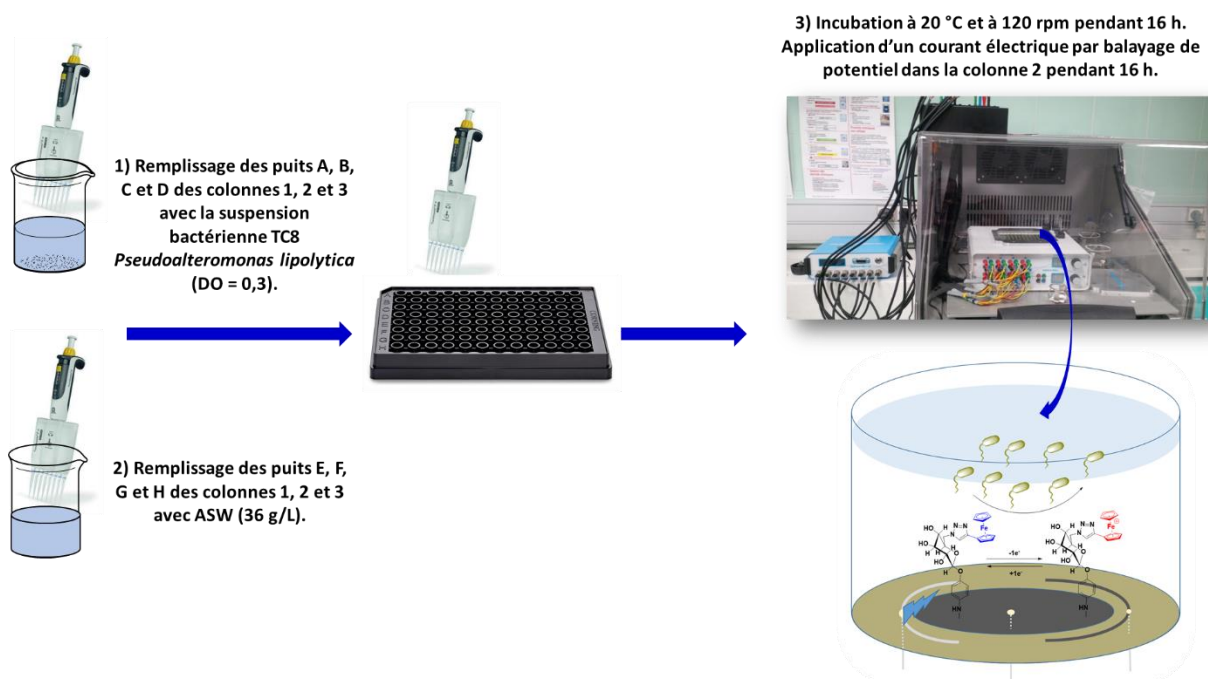 3) Incubation à 20 °C et à 120 rpm pendant 16 h.
Application d'un courant électrique par balayage de
potentiel dans la colonne 2 pendant 16 h.
1) Remplissage des puits A, B,
C et D des colonnes 1, 2 et 3
avec la suspension
bactérienne TC8
Pseudoalteromonas lipolytica
(DO = 0,3).
2) Remplissage des puits E, F,
G et H des colonnes 1, 2 et 3
avec ASW (36 g/L).
-1e-
+1e-